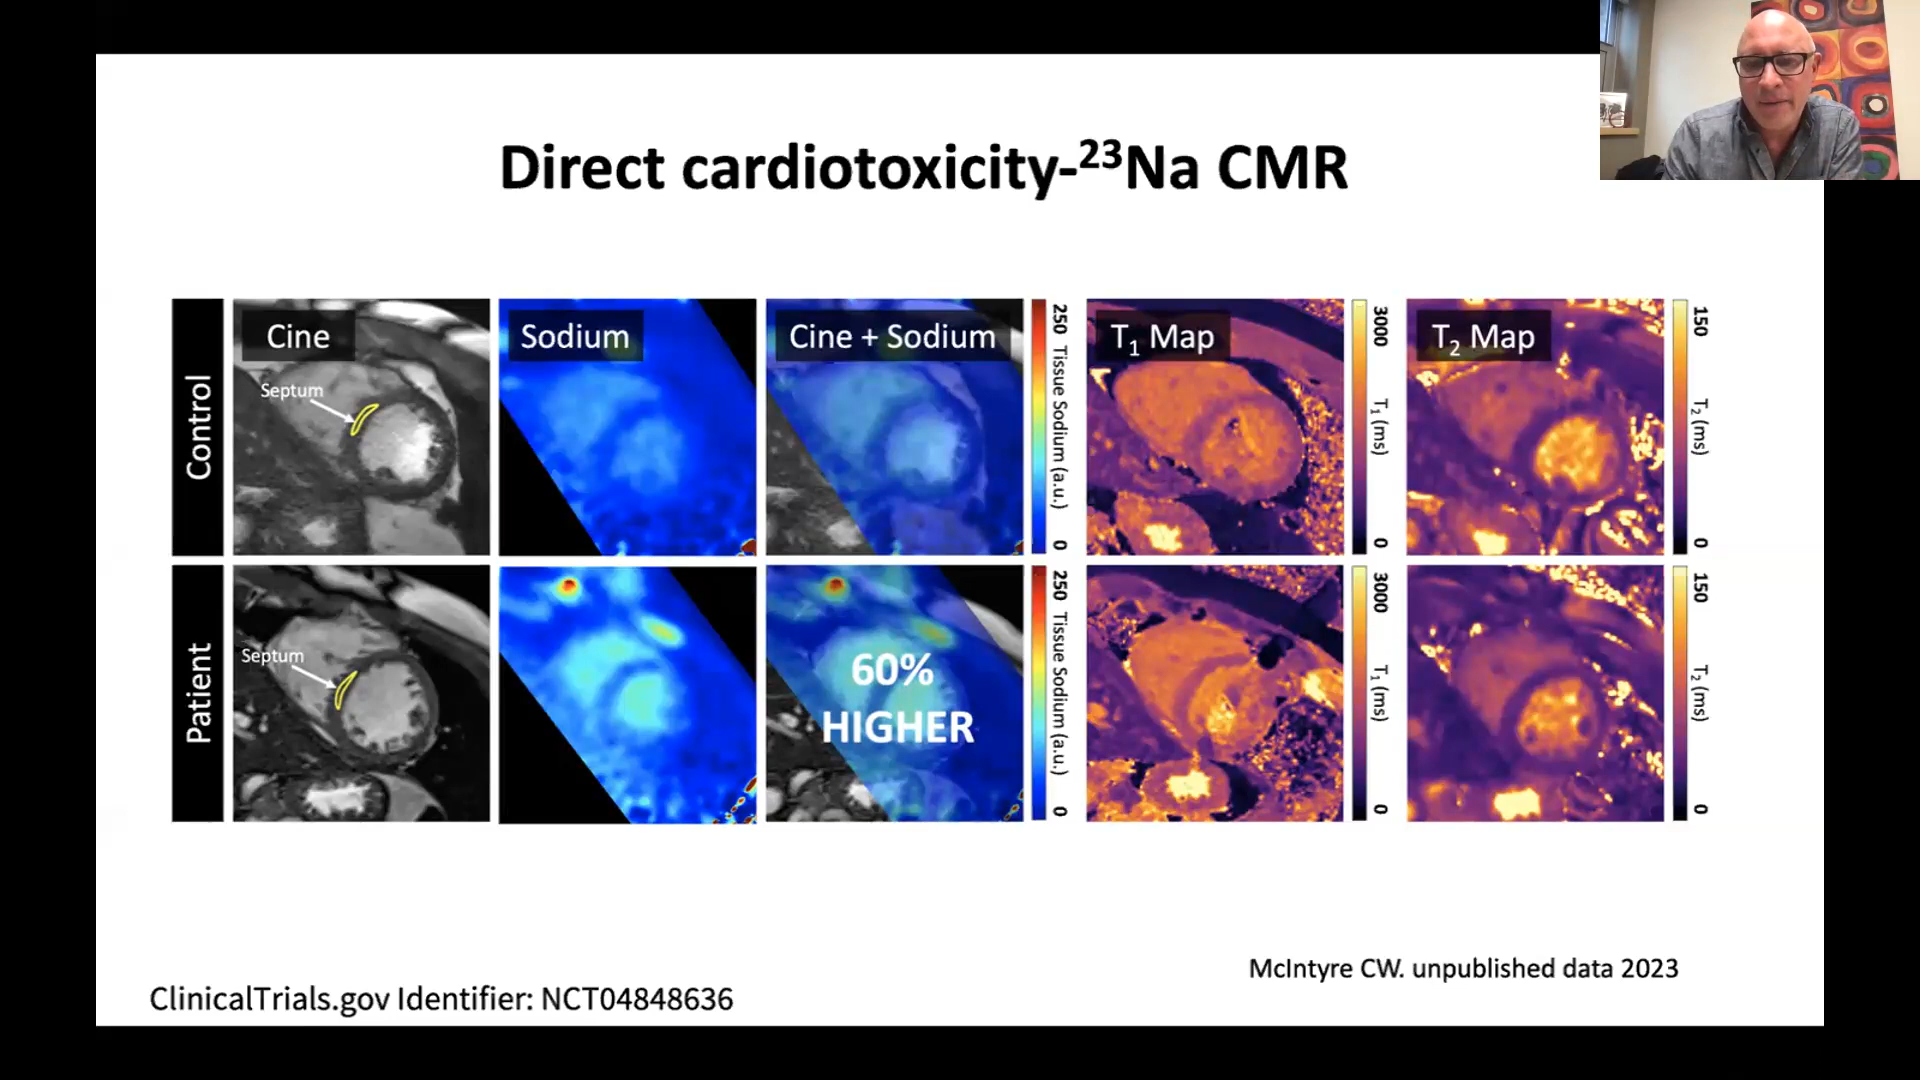 Direct cardiotoxicity-²³Na CMR
Control
Cine
Septum
Sodium
Cine + Sodium
250 Tissue Sodium (a.u.) 0
T₁ Map
3000 T₁ (ms) 0
T₂ Map
150 T₂ (ms) 0
Patient
Septum
60%
HIGHER
250 Tissue Sodium (a.u.) 0
3000 T₁ (ms) 0
150 T₂ (ms) 0
McIntyre CW. unpublished data 2023
ClinicalTrials.gov Identifier: NCT04848636